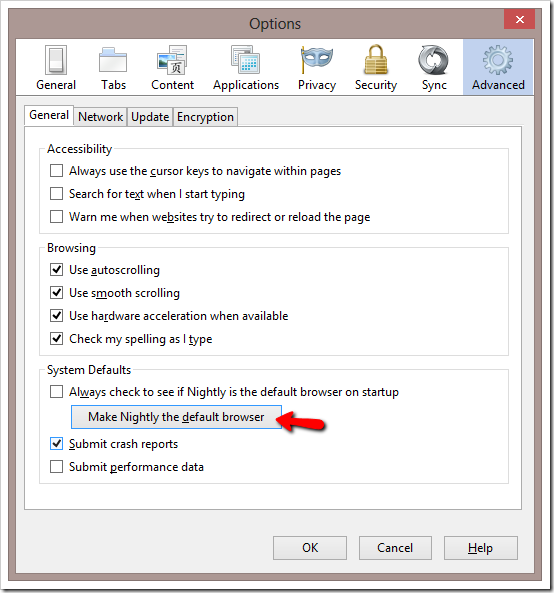 Options
General Tabs Content Applications Privacy Security Sync Advanced
General Network Update Encryption
Accessibility
Always use the cursor keys to navigate within pages
Search for text when I start typing
Warn me when websites try to redirect or reload the page
Browsing
Use autoscrolling
Use smooth scrolling
Use hardware acceleration when available
Check my spelling as I type
System Defaults
Always check to see if Nightly is the default browser on startup
Make Nightly the default browser
Submit crash reports
Submit performance data
OK Cancel Help